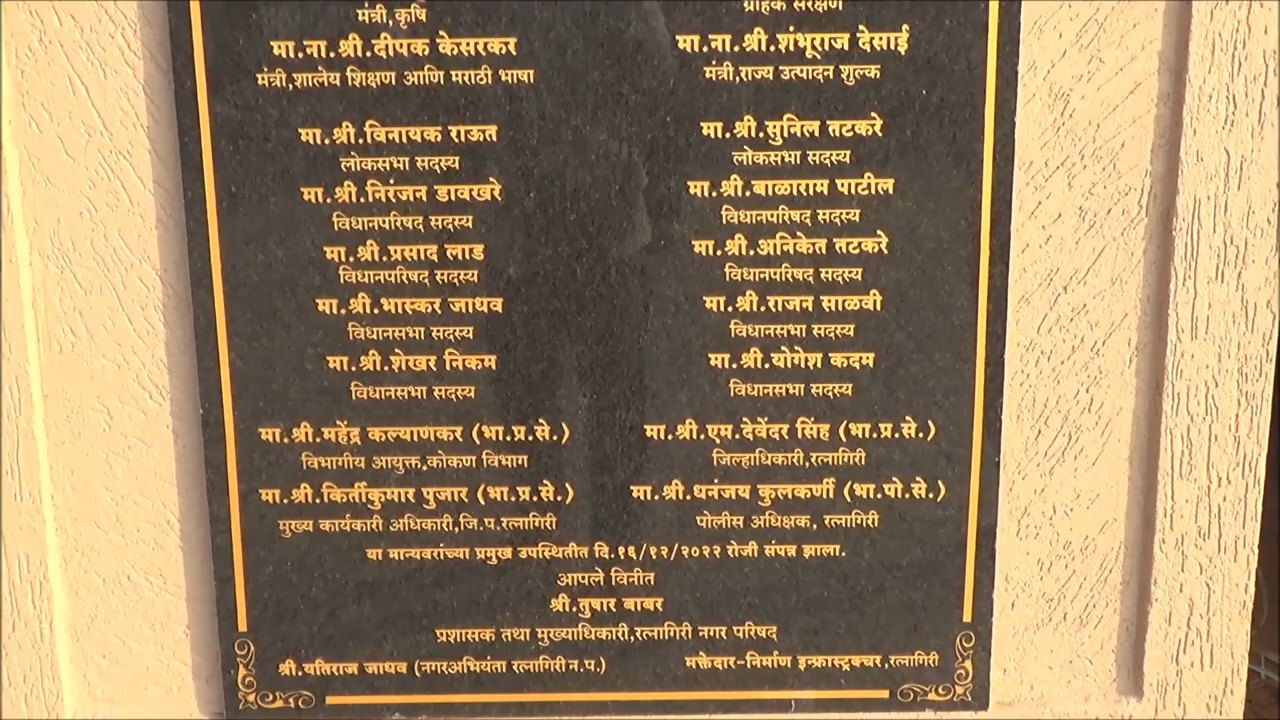 मंत्री,कृषि
ग्राहक संरक्षण
मा.ना.श्री.दीपक केसरकर
मा.ना.श्री.शंभूराज देसाई
मंत्री,शालेय शिक्षण आणि मराठी भाषा
मंत्री,राज्य उत्पादन शुल्क
मा.श्री.विनायक राऊत
मा.श्री.सुनिल तटकरे
लोकसभा सदस्य
लोकसभा सदस्य
मा.श्री.निरंजन डावखरे
मा.श्री.बाळाराम पाटील
विधानपरिषद सदस्य
विधानपरिषद सदस्य
मा.श्री.प्रसाद लाड
मा.श्री.अनिकेत तटकरे
विधानपरिषद सदस्य
विधानपरिषद सदस्य
मा.श्री.भास्कर जाधव
मा.श्री.राजन साळवी
विधानसभा सदस्य
विधानसभा सदस्य
मा.श्री.शेखर निकम
मा.श्री.योगेश कदम
विधानसभा सदस्य
विधानसभा सदस्य
मा.श्री.महेंद्र कल्याणकर (भा.प्र.से.)
मा.श्री.एम.देवेंदर सिंह (भा.प्र.से.)
विभागीय आयुक्त,कोकण विभाग
जिल्हाधिकारी,रत्नागिरी
मा.श्री.किर्तीकुमार पुजार (भा.प्र.से.)
मा.श्री.धनंजय कुलकर्णी (भा.पो.से.)
मुख्य कार्यकारी अधिकारी,जि.प.रत्नागिरी
पोलीस अधिक्षक, रत्नागिरी
या मान्यवरांच्या प्रमुख उपस्थितीत दि.१६/१२/२०२२ रोजी संपन्न झाला.
आपले विनीत
श्री.तुषार बाबर
प्रशासक तथा मुख्याधिकारी,रत्नागिरी नगर परिषद
श्री.यतिराज जाधव (नगरअभियंता रत्नागिरी न.प.)
मक्तेदार-निर्माण इन्फ्रास्ट्रक्चर,रत्नागिरी